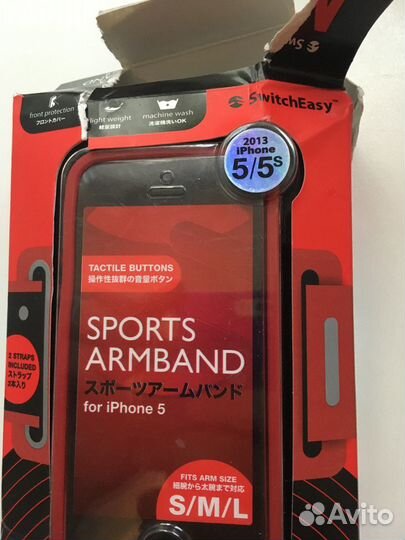 SwitchEasy™
front protection
フロントカバー
light weight
軽量設計
machine wash
洗濯機洗いOK
2013
iPhone
5/5s
TACTILE BUTTONS
操作性抜群の音量ボタン
SPORTS
ARMBAND
スポーツアームバンド
for iPhone 5
2 STRAPS
INCLUDED
ストラップ
2本入り
FITS ARM SIZE
細腕から太腕まで対応
S/M/L
Avito